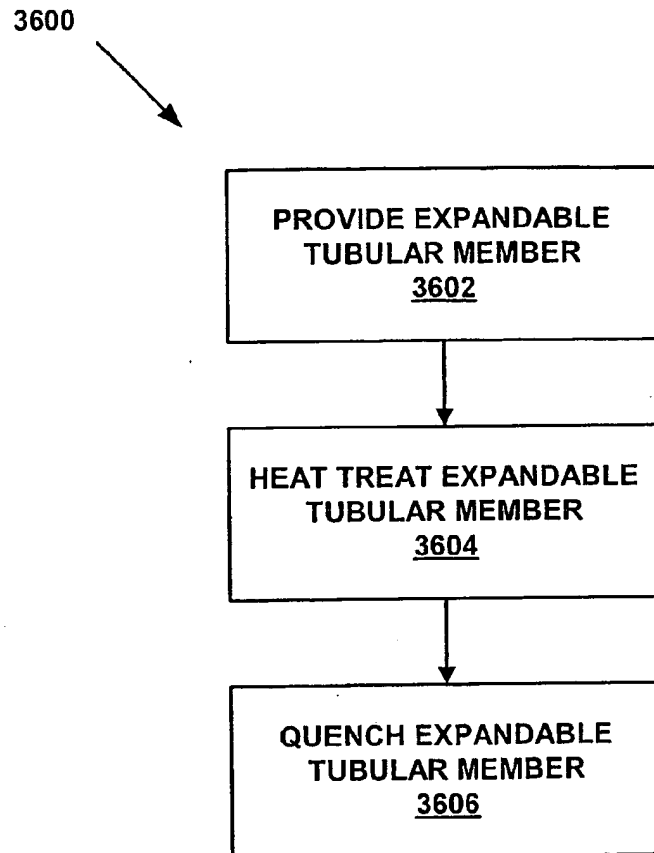 3600
PROVIDE EXPANDABLE
TUBULAR MEMBER
3602
HEAT TREAT EXPANDABLE
TUBULAR MEMBER
3604
QUENCH EXPANDABLE
TUBULAR MEMBER
3606